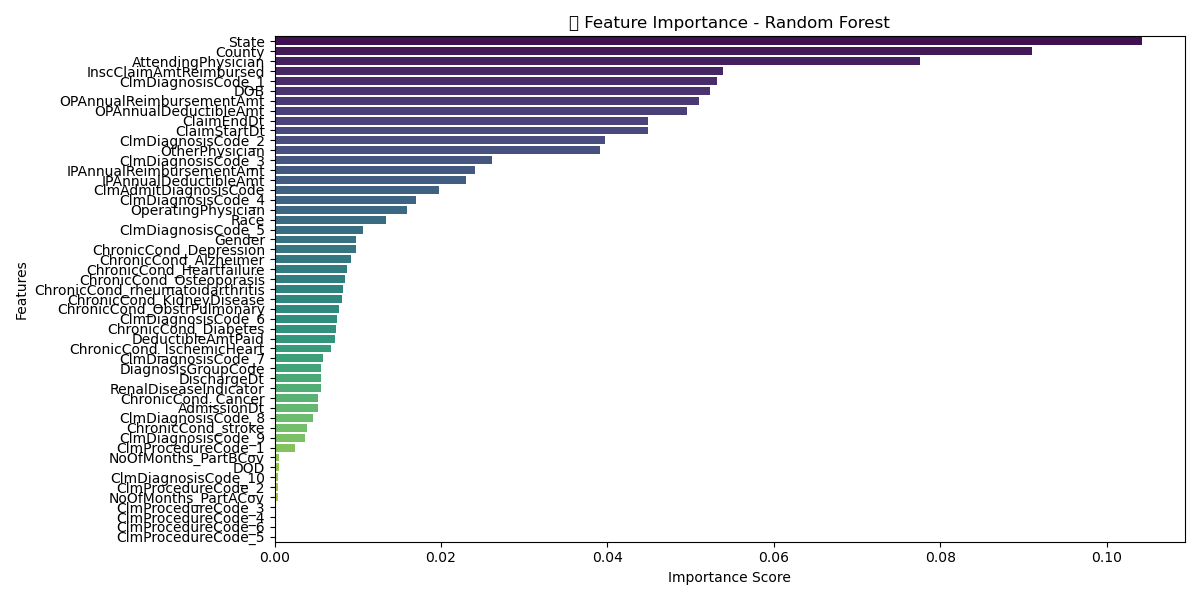 Feature Importance - Random Forest
State
County
AttendingPhysician
InscClaimAmtReimbursed
ClmDiagnosisCode_1
DOB
OPAnnualReimbursementAmt
OPAnnualDeductibleAmt
ClaimEndDt
ClaimStartDt
ClmDiagnosisCode_2
OtherPhysician
ClmDiagnosisCode_3
IPAnnualReimbursementAmt
IPAnnualDeductibleAmt
ClmAdmitDiagnosisCode
ClmDiagnosisCode_4
OperatingPhysician
Race
ClmDiagnosisCode_5
Gender
ChronicCond_Depression
ChronicCond_Alzheimer
ChronicCond_Heartfailure
ChronicCond_Osteoporasis
ChronicCond_rheumatoidarthritis
ChronicCond_KidneyDisease
ChronicCond_ObstrPulmonary
ClmDiagnosisCode_6
ChronicCond_Diabetes
DeductibleAmtPaid
ChronicCond_IschemicHeart
ClmDiagnosisCode_7
DiagnosisGroupCode
DischargeDt
RenalDiseaseIndicator
ChronicCond_Cancer
AdmissionDt
ClmDiagnosisCode_8
ChronicCond_stroke
ClmDiagnosisCode_9
ClmProcedureCode_1
NoOfMonths_PartBCov
DOD
ClmDiagnosisCode_10
ClmProcedureCode_2
NoOfMonths_PartACov
ClmProcedureCode_3
ClmProcedureCode_4
ClmProcedureCode_6
ClmProcedureCode_5
Features
0.00 0.02 0.04 0.06 0.08 0.10
Importance Score